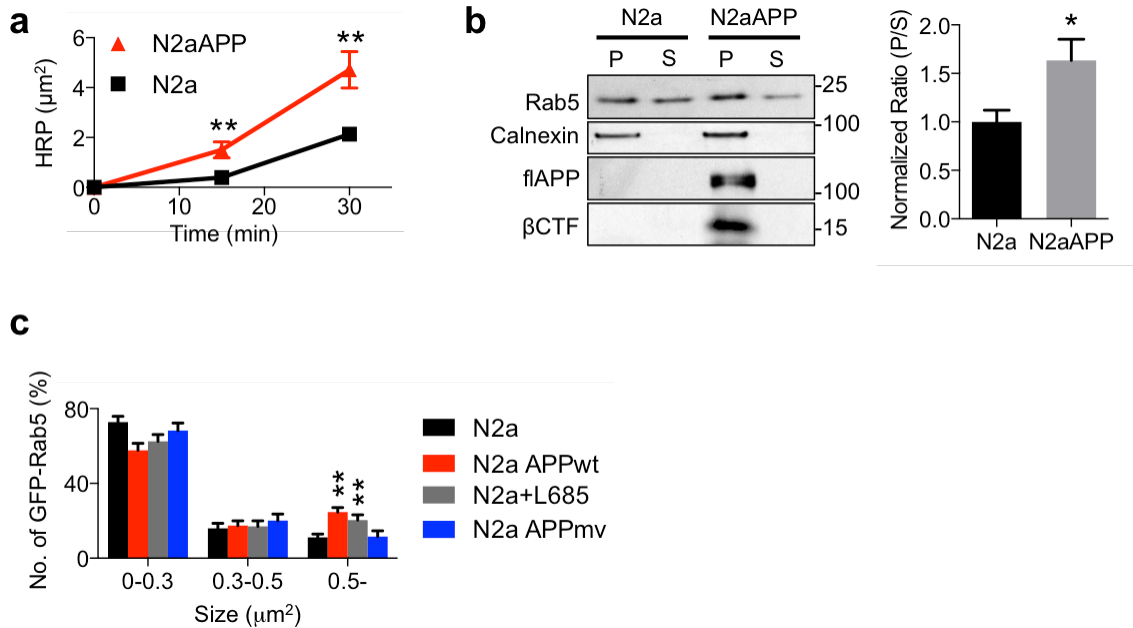 a
6
4
2
0
HRP (μm²)
N2aAPP
N2a
**
**
0 10 20 30
Time (min)
b
N2a N2aAPP
P S P S
Rab5
-25
Calnexin
-100
flAPP
-100
βCTF
-15
Normalized Ratio (P/S)
2.0
1.5
1.0
0.5
0.0
*
N2a N2aAPP
c
No. of GFP-Rab5 (%)
80
40
0
**
**
0-0.3 0.3-0.5 0.5-
Size (μm²)
N2a
N2a APPwt
N2a+L685
N2a APPmv